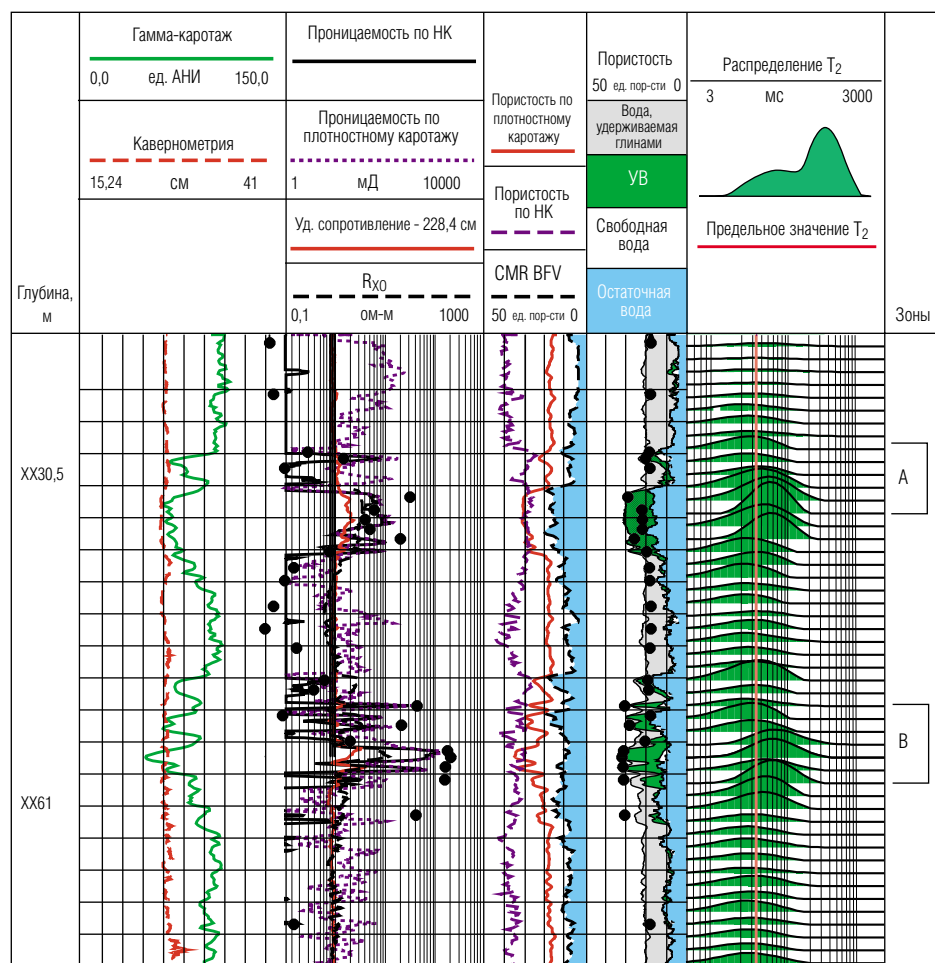 Глубина,
м
Гамма-каротаж
0,0 ед. АНИ 150,0
Кавернометрия
15,24 см 41
Проницаемость по НК
Проницаемость по
плотностному каротажу
1 мД 10000
Уд. сопротивление - 228,4 см
RXO
0,1 ом-м 1000
Пористость по
плотностному
каротажу
Пористость
по НК
CMR BFV
50 ед. пор-сти 0
Пористость
50 ед. пор-сти 0
Вода,
удерживаемая
глинами
УВ
Свободная
вода
Остаточная
вода
Распределение T2
3 мс 3000
Предельное значение T2
Зоны
XX30,5
A
B
XX61